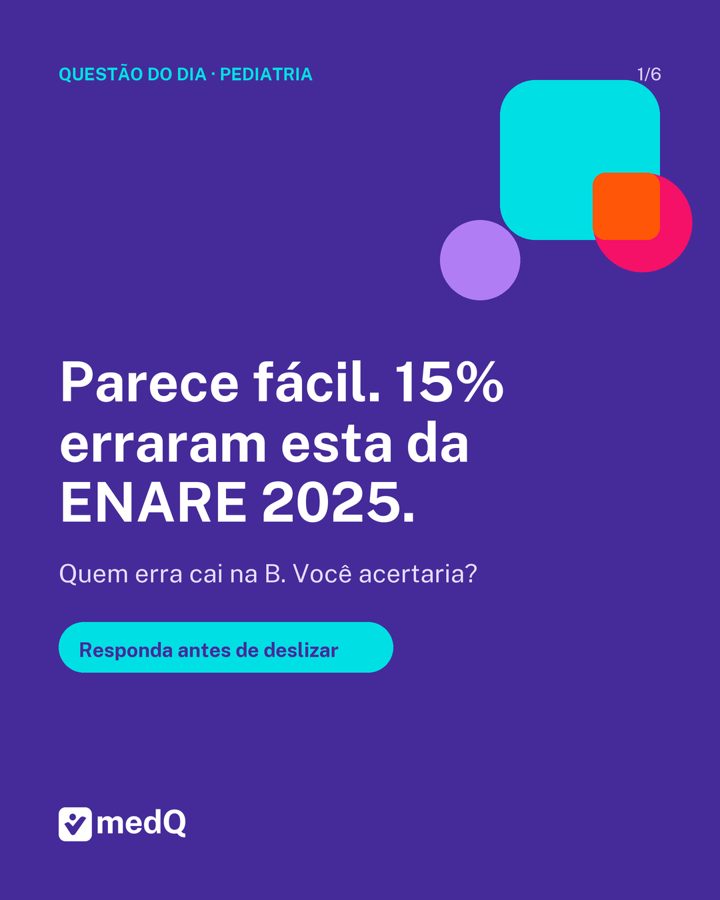 QUESTÃO DO DIA · PEDIATRIA
1/6
Parece fácil. 15%
erraram esta da
ENARE 2025.
Quem erra cai na B. Você acertaria?
Responda antes de deslizar
medQ